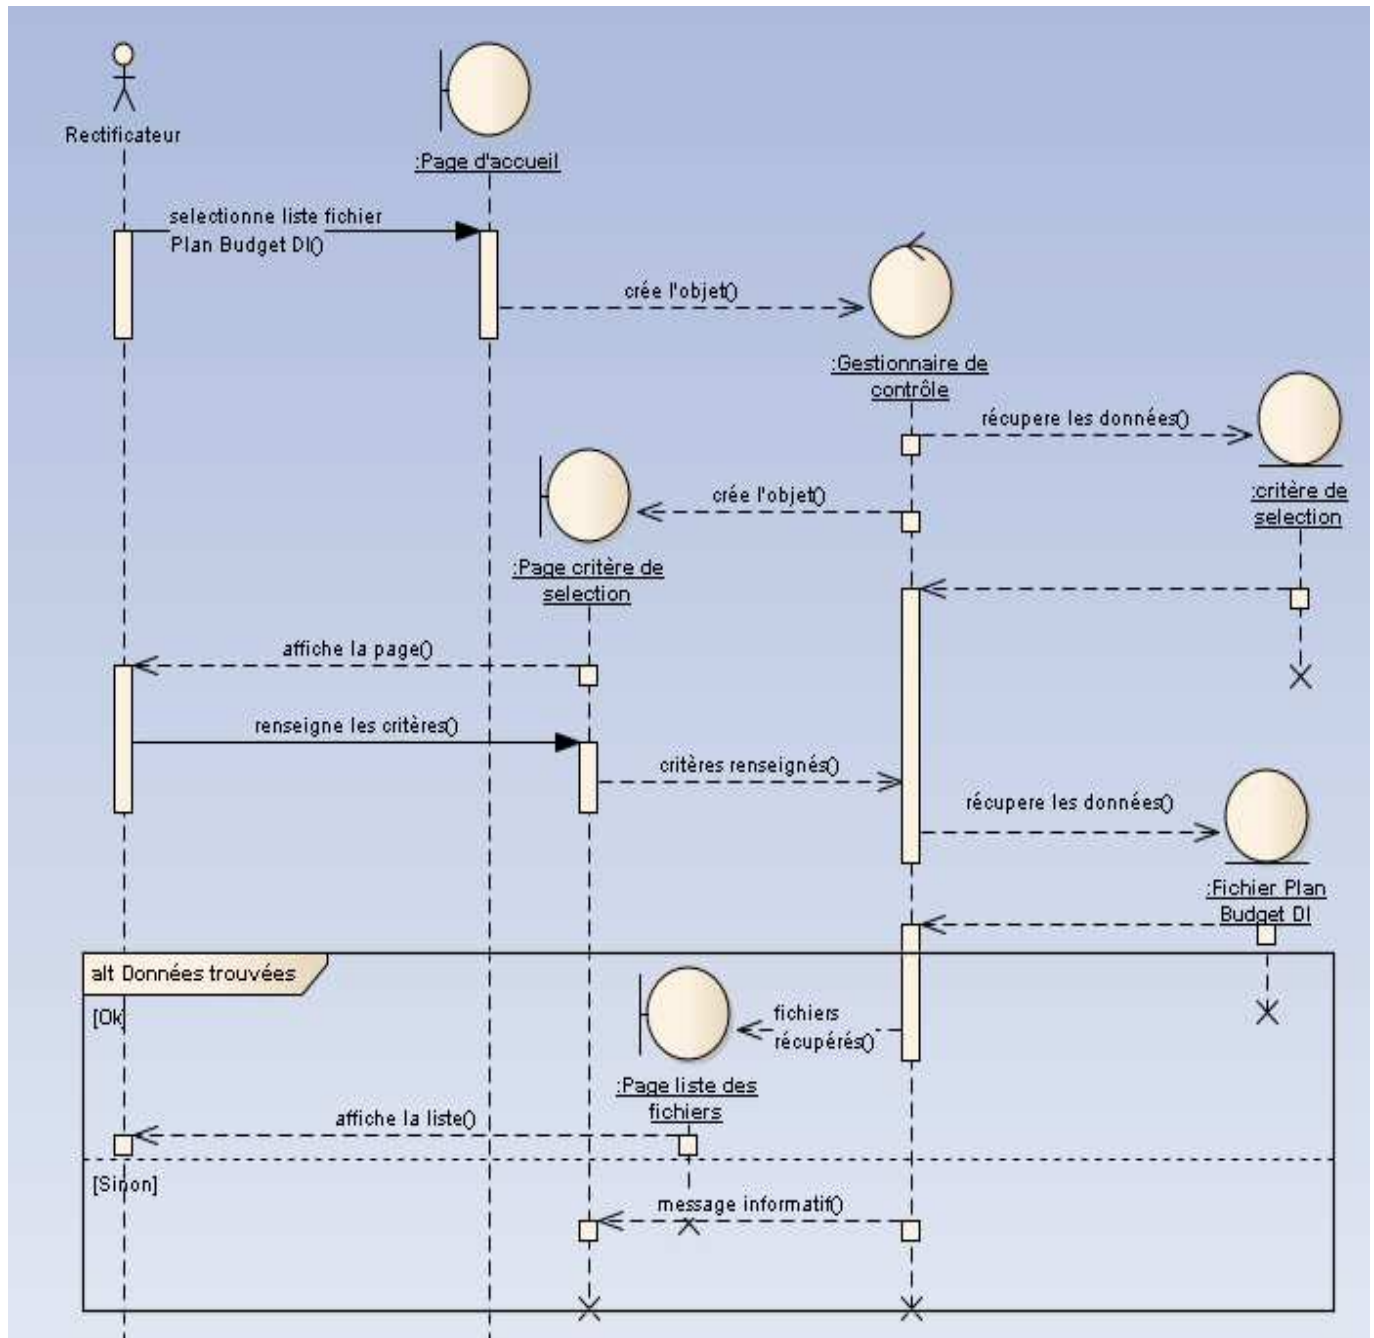 Rectificateur
:Page d'accueil
selectionne liste fichier
Plan Budget DI()
crée l'objet()
:Gestionnaire de
contrôle
récupere les données()
:critère de
selection
crée l'objet()
:Page critère de
selection
affiche la page()
renseigne les critères()
critères renseignés()
récupere les données()
:Fichier Plan
Budget DI
alt Données trouvées
[Ok]
fichiers
récupérés()
:Page liste des
fichiers
affiche la liste()
[Sinon]
message informatif()